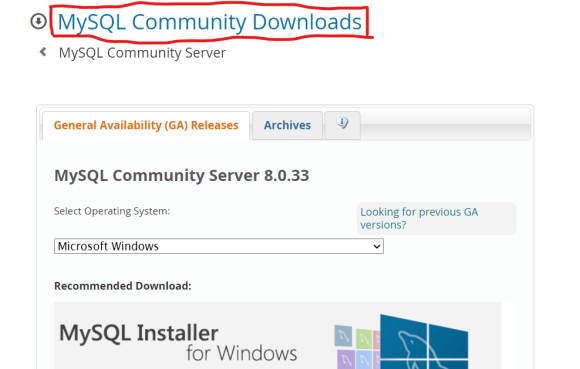 MySQL Community Downloads
MySQL Community Server
General Availability (GA) Releases
Archives
MySQL Community Server 8.0.33
Select Operating System:
Looking for previous GA
versions?
Microsoft Windows
Recommended Download:
MySQL Installer
for Windows